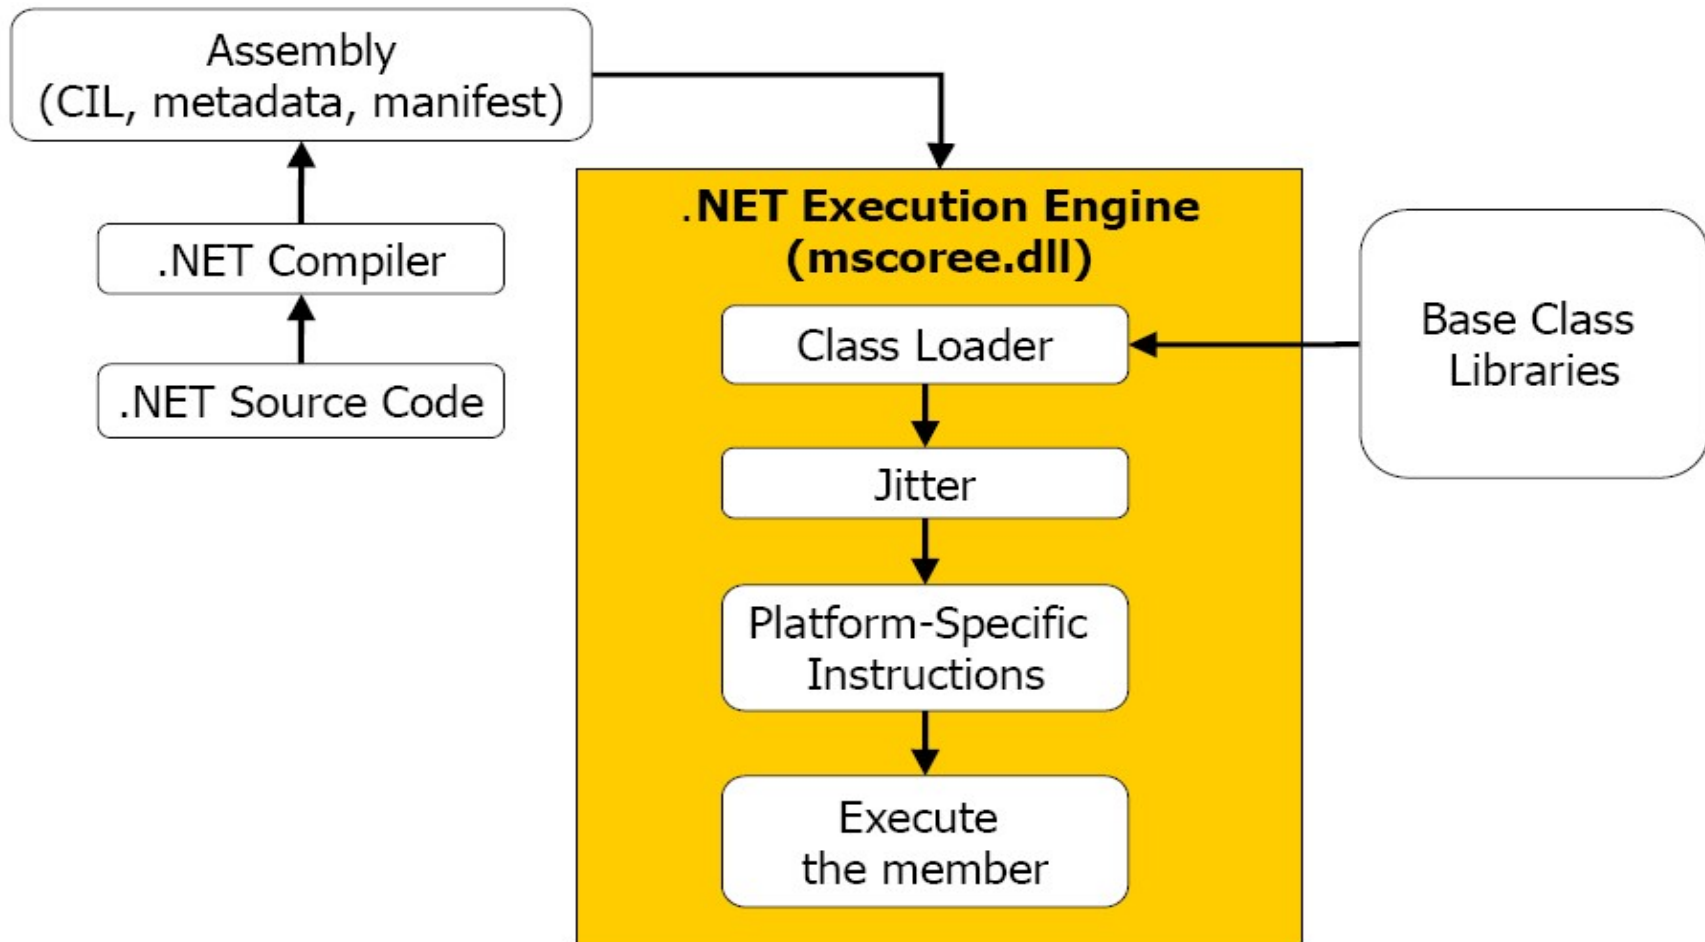 Assembly
(CIL, metadata, manifest)
.NET Compiler
.NET Source Code
.NET Execution Engine
(mscoree.dll)
Class Loader
Jitter
Platform-Specific
Instructions
Execute
the member
Base Class
Libraries